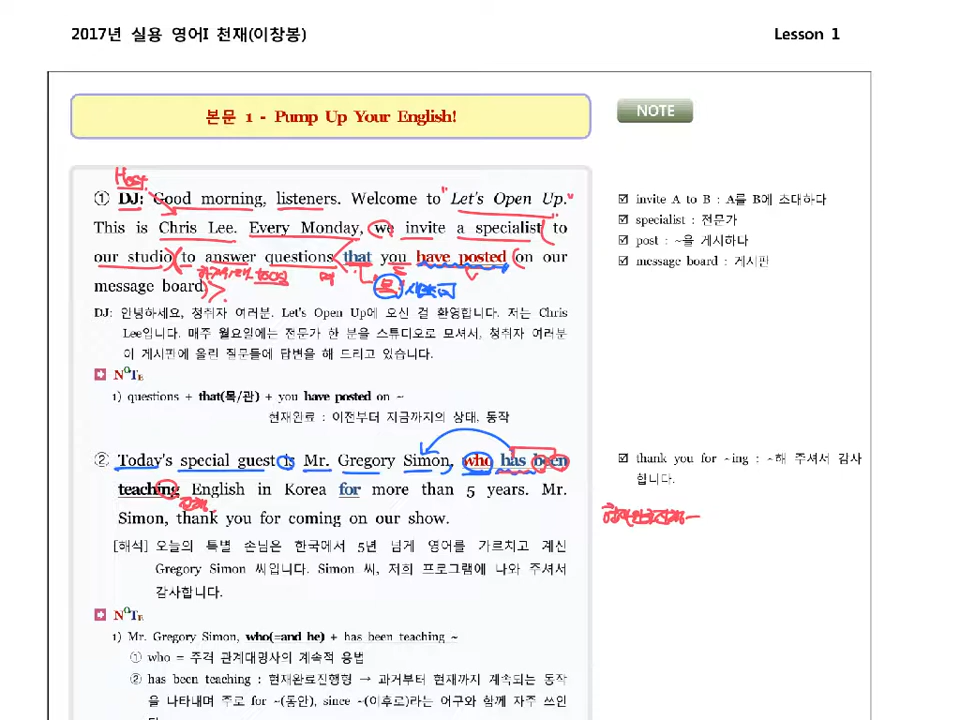 2017년 실용 영어I 천재(이창봉)
Lesson 1
본문 1 - Pump Up Your English!
NOTE
Host
① DJ: Good morning, listeners. Welcome to "Let's Open Up."
This is Chris Lee. Every Monday, we invite a specialist to
our studio to answer questions that you have posted on our
message board.
DJ: 안녕하세요, 청취자 여러분. Let's Open Up에 오신 걸 환영합니다. 저는 Chris
Lee입니다. 매주 월요일에는 전문가 한 분을 스튜디오로 모셔서, 청취자 여러분
이 게시판에 올린 질문들에 답변을 해 드리고 있습니다.
NOTE
1) questions + that(목/관) + you have posted on ~
현재완료 : 이전부터 지금까지의 상태, 동작
② Today's special guest is Mr. Gregory Simon, who has been
teaching English in Korea for more than 5 years. Mr.
Simon, thank you for coming on our show.
[해석] 오늘의 특별 손님은 한국에서 5년 넘게 영어를 가르치고 계신
Gregory Simon 씨입니다. Simon 씨, 저희 프로그램에 나와 주셔서
감사합니다.
NOTE
1) Mr. Gregory Simon, who(=and he) + has been teaching ~
① who = 주격 관계대명사의 계속적 용법
② has been teaching : 현재완료진행형 → 과거부터 현재까지 계속되는 동작
을 나타내며 주로 for ~(동안), since ~(이후로)라는 어구와 함께 자주 쓰인
☑ invite A to B : A를 B에 초대하다
☑ specialist : 전문가
☑ post : ~을 게시하다
☑ message board : 게시판
☑ thank you for ~ing : ~해 주셔서 감사
합니다.